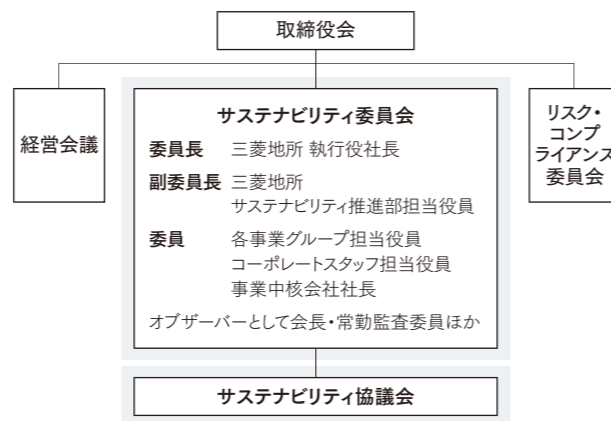 取締役会
経営会議
サステナビリティ委員会
委員長 三菱地所 執行役社長
副委員長 三菱地所
サステナビリティ推進部担当役員
委員 各事業グループ担当役員
コーポレートスタッフ担当役員
事業中核会社社長
オブザーバーとして会長・常勤監査委員ほか
リスク・
コンプ
ライアンス
委員会
サステナビリティ協議会